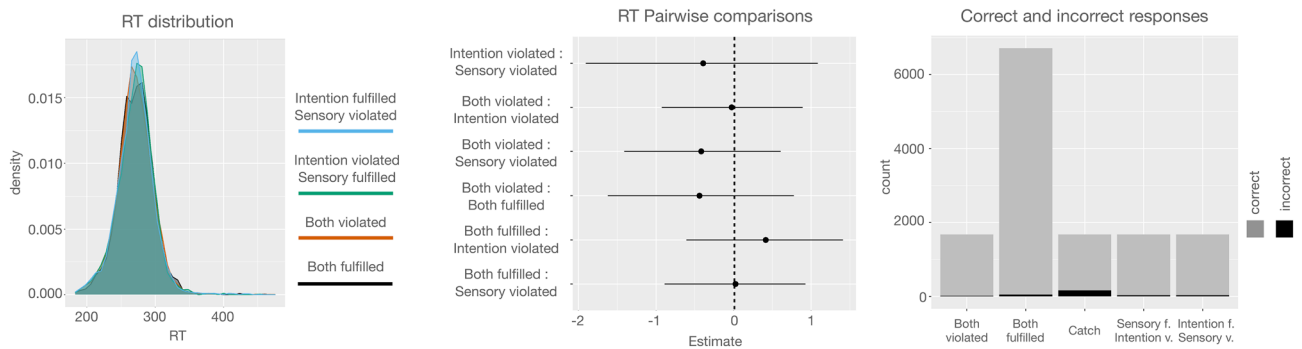 RT distribution
density
0.015
0.010
0.005
0.000
200
300
400
RT
Intention fulfilled
Sensory violated
Intention violated
Sensory fulfilled
Both violated
Both fulfilled
RT Pairwise comparisons
Intention violated :
Sensory violated
Both violated :
Intention violated
Both violated :
Sensory violated
Both violated :
Both fulfilled
Both fulfilled :
Intention violated
Both fulfilled :
Sensory violated
-2
-1
0
1
Estimate
Correct and incorrect responses
count
6000
4000
2000
0
Both
violated
Both
fulfilled
Catch
Sensory f.
Intention v.
Intention f.
Sensory v.
correct
incorrect